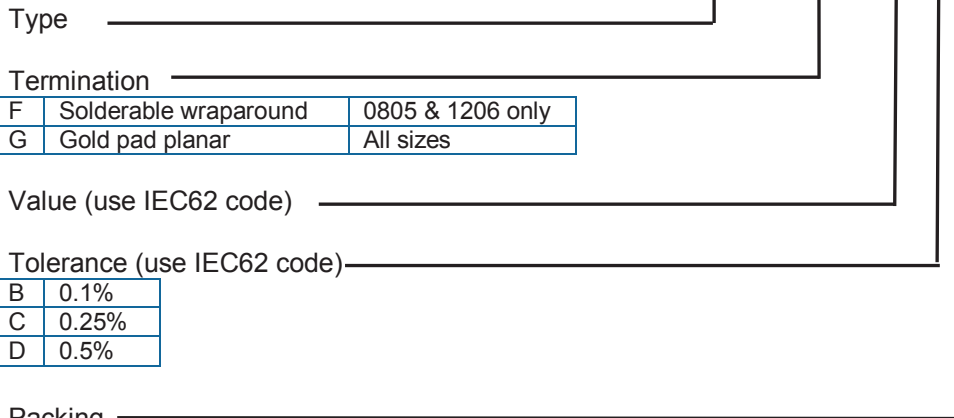 Type
Termination
F Solderable wraparound 0805 & 1206 only
G Gold pad planar All sizes
Value (use IEC62 code)
Tolerance (use IEC62 code)
B 0.1%
C 0.25%
D 0.5%
Packing